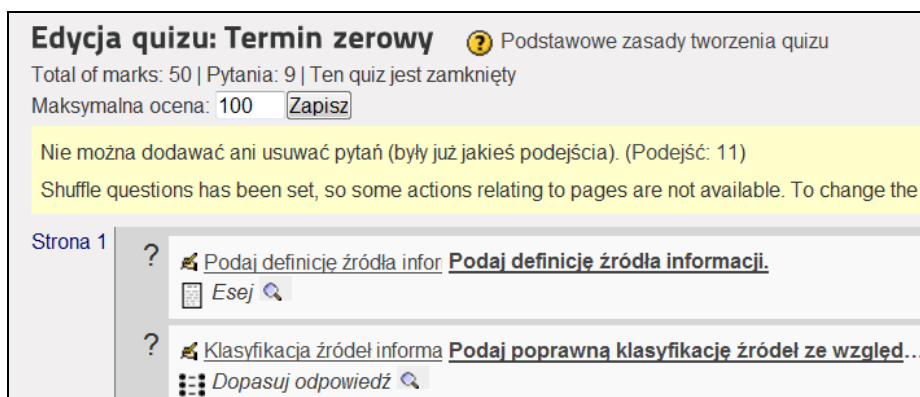 Edycja quizu: Termin zerowy ? Podstawowe zasady tworzenia quizu
Total of marks: 50 | Pytania: 9 | Ten quiz jest zamknięty
Maksymalna ocena: 100 Zapisz
Nie można dodawać ani usuwać pytań (były już jakieś podejścia). (Podejść: 11)
Shuffle questions has been set, so some actions relating to pages are not available. To change the
Strona 1
? Podaj definicję źródła infor Podaj definicję źródła informacji.
Esej
? Klasyfikacja źródeł informa Podaj poprawną klasyfikację źródeł ze względ...
Dopasuj odpowiedź